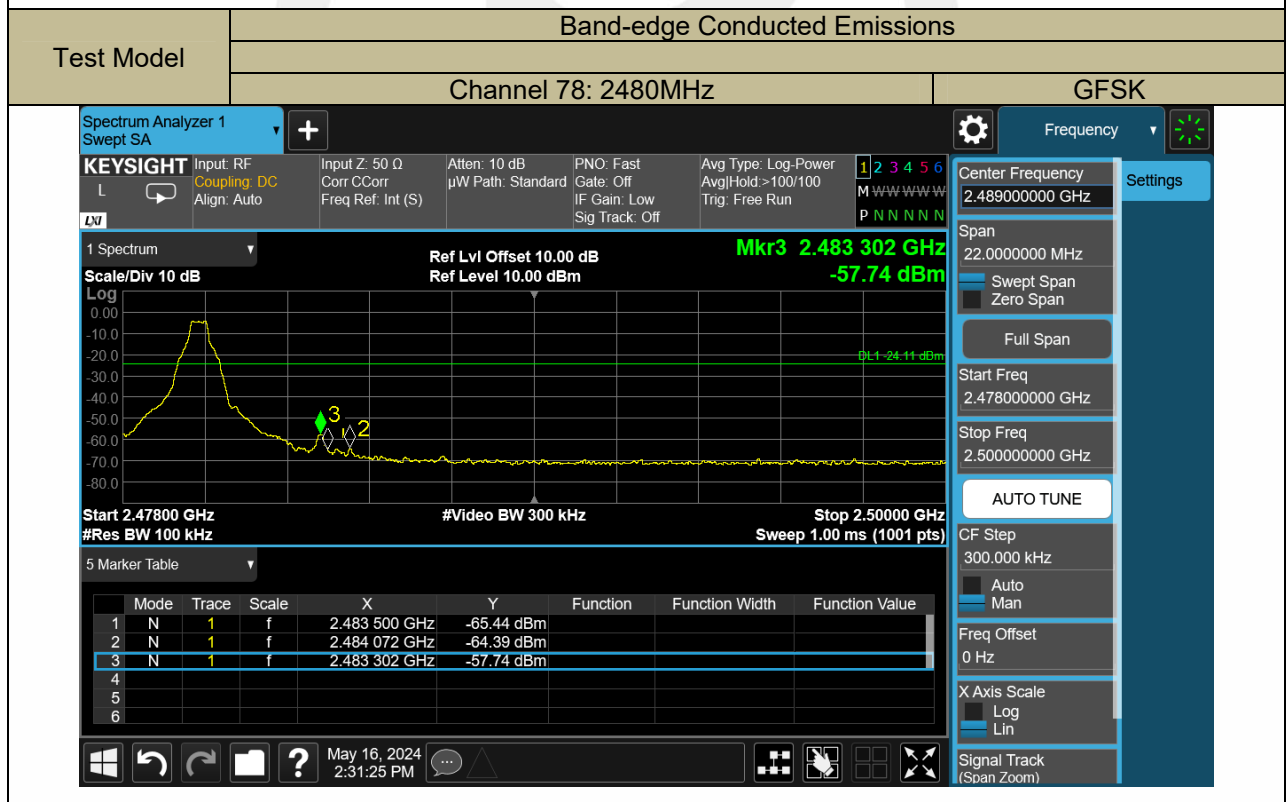 Test Model
Band-edge Conducted Emissions
Channel 78: 2480MHz
GFSK
Spectrum Analyzer 1
Swept SA
+
Frequency
KEYSIGHT
L
LXI
Input: RF
Coupling: DC
Align: Auto
Input Z: 50 Ω
Corr CCorr
Freq Ref: Int (S)
Atten: 10 dB
µW Path: Standard
PNO: Fast
Gate: Off
IF Gain: Low
Sig Track: Off
Avg Type: Log-Power
Avg|Hold:>100/100
Trig: Free Run
1 2 3 4 5 6
M W W W W W
P N N N N N
1 Spectrum
Scale/Div 10 dB
Ref Lvl Offset 10.00 dB
Ref Level 10.00 dBm
Mkr3 2.483 302 GHz
-57.74 dBm
Log
0.00
-10.0
-20.0
-30.0
-40.0
-50.0
-60.0
-70.0
-80.0
DL1 -24.11 dBm
3
2
Start 2.47800 GHz
#Res BW 100 kHz
#Video BW 300 kHz
Stop 2.50000 GHz
Sweep 1.00 ms (1001 pts)
5 Marker Table
Mode Trace Scale X Y Function Function Width Function Value
1 N 1 f 2.483 500 GHz -65.44 dBm
2 N 1 f 2.484 072 GHz -64.39 dBm
3 N 1 f 2.483 302 GHz -57.74 dBm
4
5
6
?
May 16, 2024
2:31:25 PM
Center Frequency
2.489000000 GHz
Settings
Span
22.0000000 MHz
Swept Span
Zero Span
Full Span
Start Freq
2.478000000 GHz
Stop Freq
2.500000000 GHz
AUTO TUNE
CF Step
300.000 kHz
Auto
Man
Freq Offset
0 Hz
X Axis Scale
Log
Lin
Signal Track
(Span Zoom)